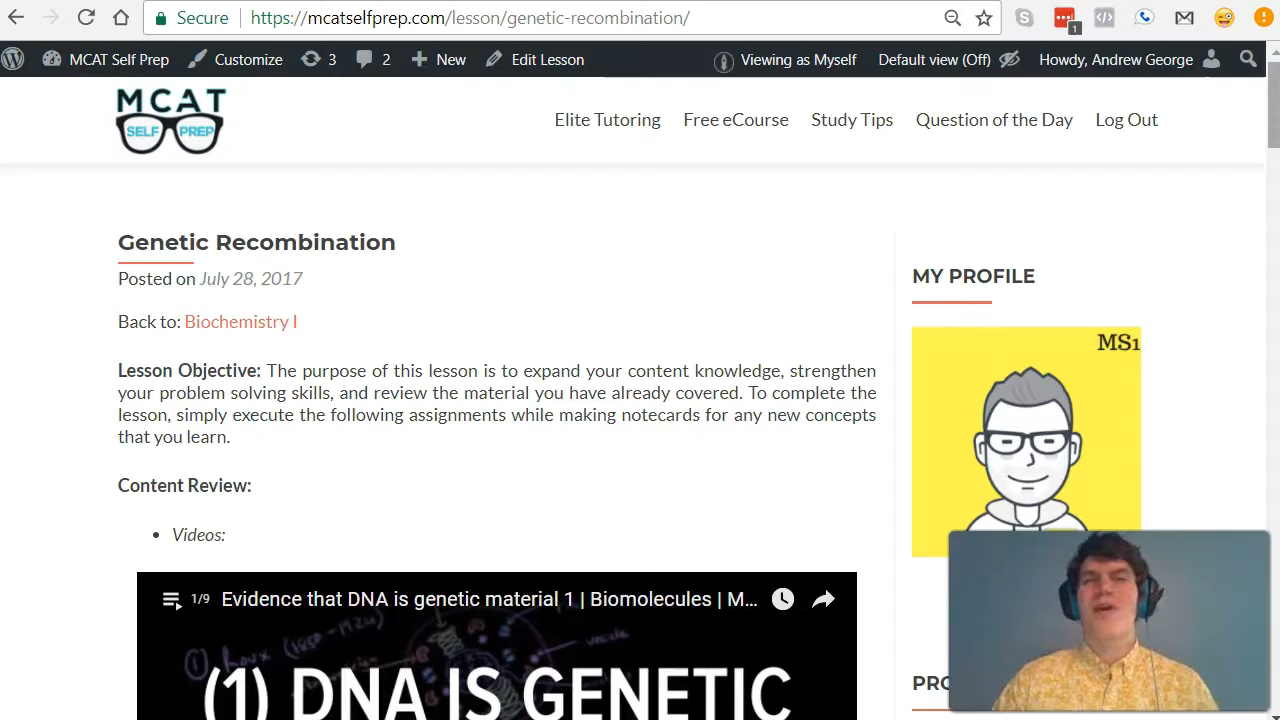 Secure
https://mcatselfprep.com/lesson/genetic-recombination/
1
MCAT Self Prep
Customize
3
2
New
Edit Lesson
Viewing as Myself
Default view (Off)
Howdy, Andrew George
MCAT
SELF PREP
Elite Tutoring
Free eCourse
Study Tips
Question of the Day
Log Out
Genetic Recombination
Posted on July 28, 2017
Back to: Biochemistry I
Lesson Objective: The purpose of this lesson is to expand your content knowledge, strengthen
your problem solving skills, and review the material you have already covered. To complete the
lesson, simply execute the following assignments while making notecards for any new concepts
that you learn.
Content Review:
• Videos:
1/9 Evidence that DNA is genetic material 1 | Biomolecules | M...
(1) DNA IS GENETIC
MY PROFILE
MS1